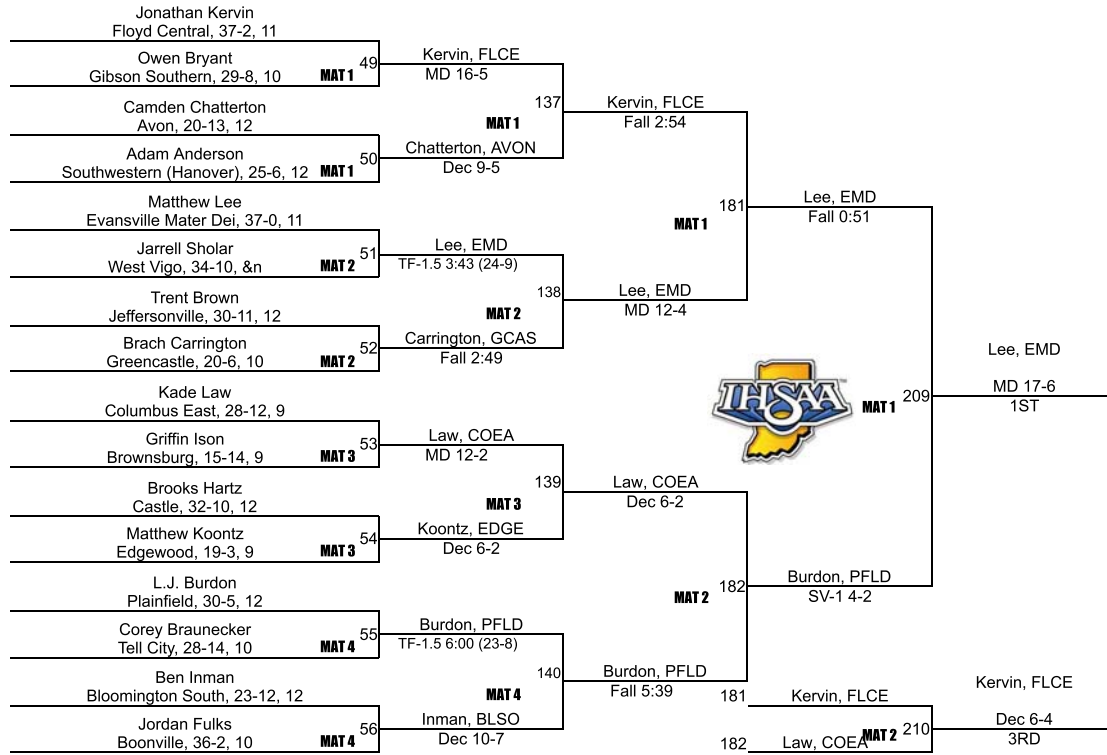 Jonathan Kervin
Floyd Central, 37-2, 11
Owen Bryant
Gibson Southern, 29-8, 10
MAT 1
49
Kervin, FLCE
MD 16-5
Camden Chatterton
Avon, 20-13, 12
Adam Anderson
Southwestern (Hanover), 25-6, 12
MAT 1
50
Chatterton, AVON
Dec 9-5
137
MAT 1
Kervin, FLCE
Fall 2:54
Matthew Lee
Evansville Mater Dei, 37-0, 11
Jarrell Sholar
West Vigo, 34-10, &n
MAT 2
51
Lee, EMD
TF-1.5 3:43 (24-9)
Trent Brown
Jeffersonville, 30-11, 12
Brach Carrington
Greencastle, 20-6, 10
MAT 2
52
Carrington, GCAS
Fall 2:49
138
MAT 2
Lee, EMD
MD 12-4
181
MAT 1
Lee, EMD
Fall 0:51
Kade Law
Columbus East, 28-12, 9
Griffin Ison
Brownsburg, 15-14, 9
MAT 3
53
Law, COEA
MD 12-2
Brooks Hartz
Castle, 32-10, 12
Matthew Koontz
Edgewood, 19-3, 9
MAT 3
54
Koontz, EDGE
Dec 6-2
139
MAT 3
Law, COEA
Dec 6-2
L.J. Burdon
Plainfield, 30-5, 12
Corey Braunecker
Tell City, 28-14, 10
MAT 4
55
Burdon, PFLD
TF-1.5 6:00 (23-8)
Ben Inman
Bloomington South, 23-12, 12
Jordan Fulks
Boonville, 36-2, 10
MAT 4
56
Inman, BLSO
Dec 10-7
140
MAT 4
Burdon, PFLD
Fall 5:39
182
MAT 2
Burdon, PFLD
SV-1 4-2
IHSAA
TM
MAT 1
209
Lee, EMD
MD 17-6
1ST
181
Kervin, FLCE
182
Law, COEA
MAT 2
210
Kervin, FLCE
Dec 6-4
3RD